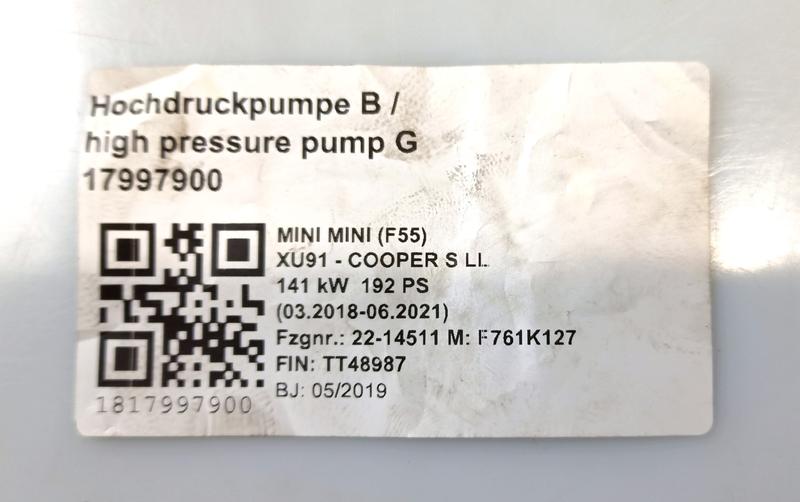 Hochdruckpumpe B /
high pressure pump G
17997900
MINI MINI (F55)
XU91 - COOPER S LL
141 kW 192 PS
(03.2018-06.2021)
Fzgnr.: 22-14511 M: F761K127
FIN: TT48987
BJ: 05/2019
1817997900